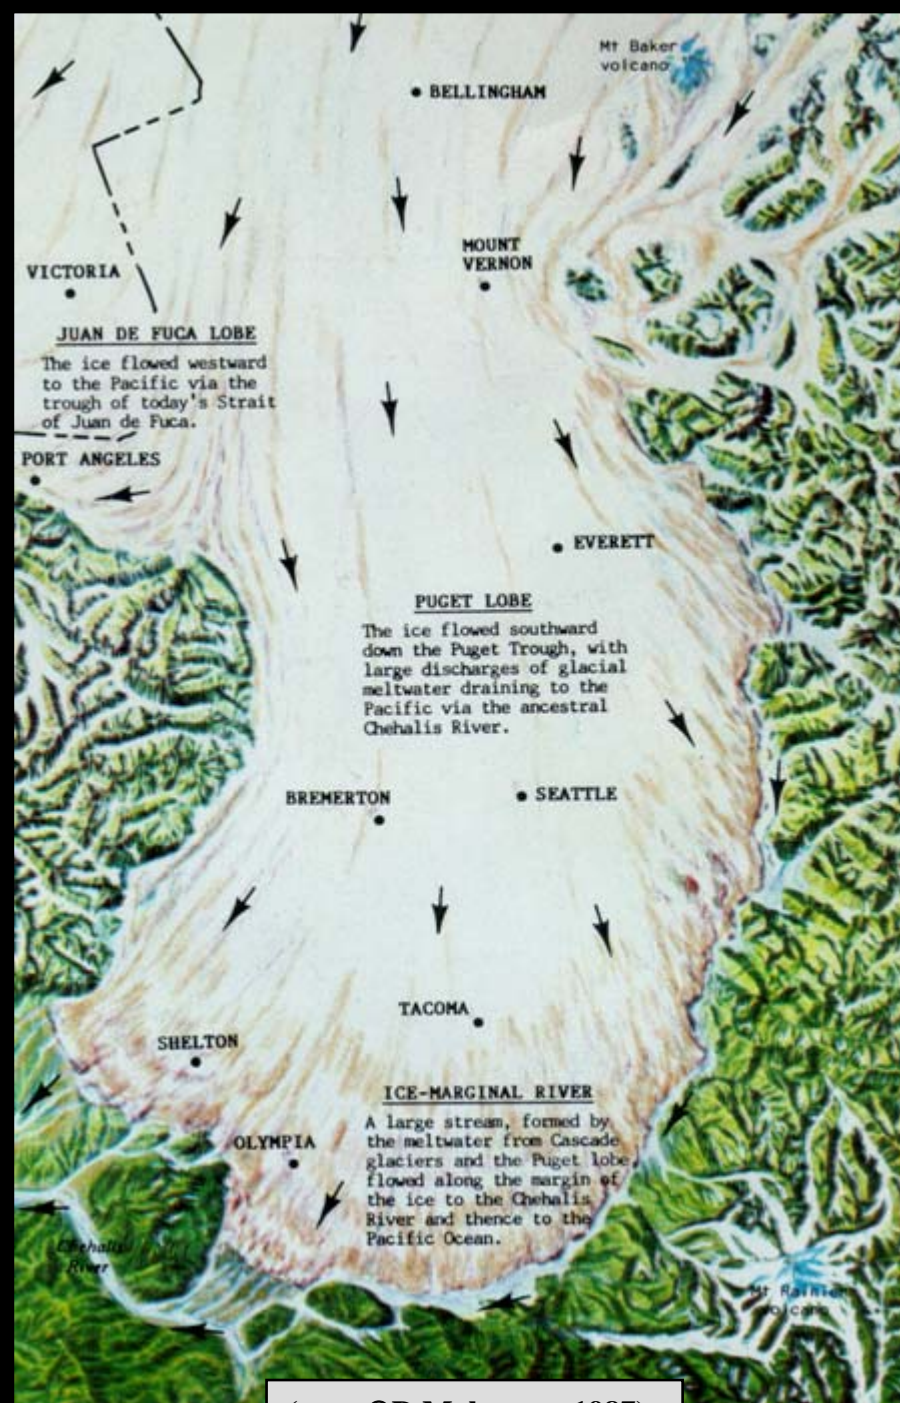 Mt Baker
volcano
BELLINGHAM
MOUNT
VERNON
VICTORIA
JUAN DE FUCA LOBE
The ice flowed westward
to the Pacific via the
trough of today's Strait
of Juan de Fuca.
PORT ANGELES
EVERETT
PUGET LOBE
The ice flowed southward
down the Puget Trough, with
large discharges of glacial
meltwater draining to the
Pacific via the ancestral
Chehalis River.
BREMERTON
SEATTLE
TACOMA
SHELTON
ICE-MARGINAL RIVER
A large stream, formed by
the meltwater from Cascade
glaciers and the Puget lobe,
flowed along the margin of
the ice to the Chehalis
River and thence to the
Pacific Ocean.
OLYMPIA
Chehalis
River
Mt Rainier
volcano